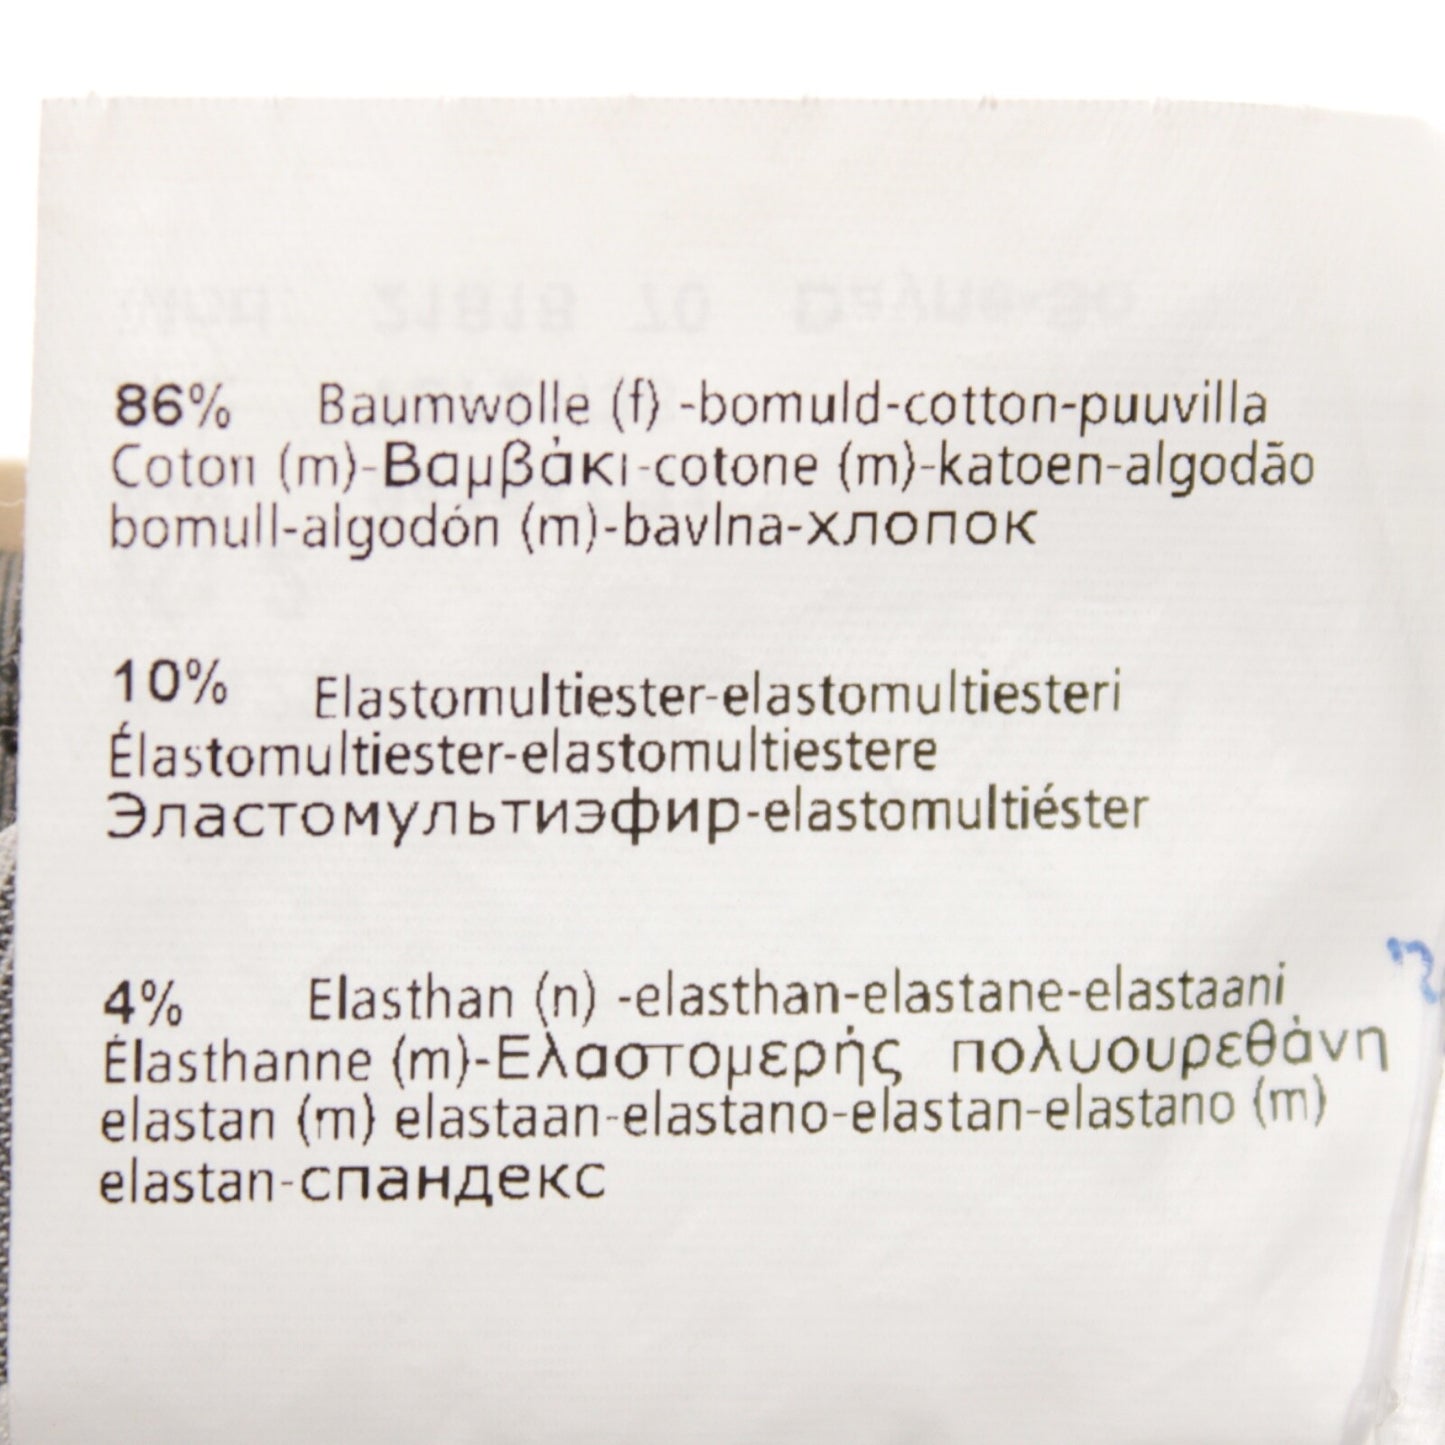 86% Baumwolle (f) -bomuld-cotton-puuvilla
Coton (m)-Βαμβάκι-cotone (m)-katoen-algodão
bomull-algodón (m)-bavlna-хлопок
10% Elastomultiester-elastomultiesteri
Élastomultiester-elastomultiestere
Эластомультиэфир-elastomultiéster
4% Elasthan (n) -elasthan-elastane-elastaani
Élasthanne (m)-Ελαστομερής πολυουρεθάνη
elastan (m) elastaan-elastano-elastan-elastano (m)
elastan-спандекс